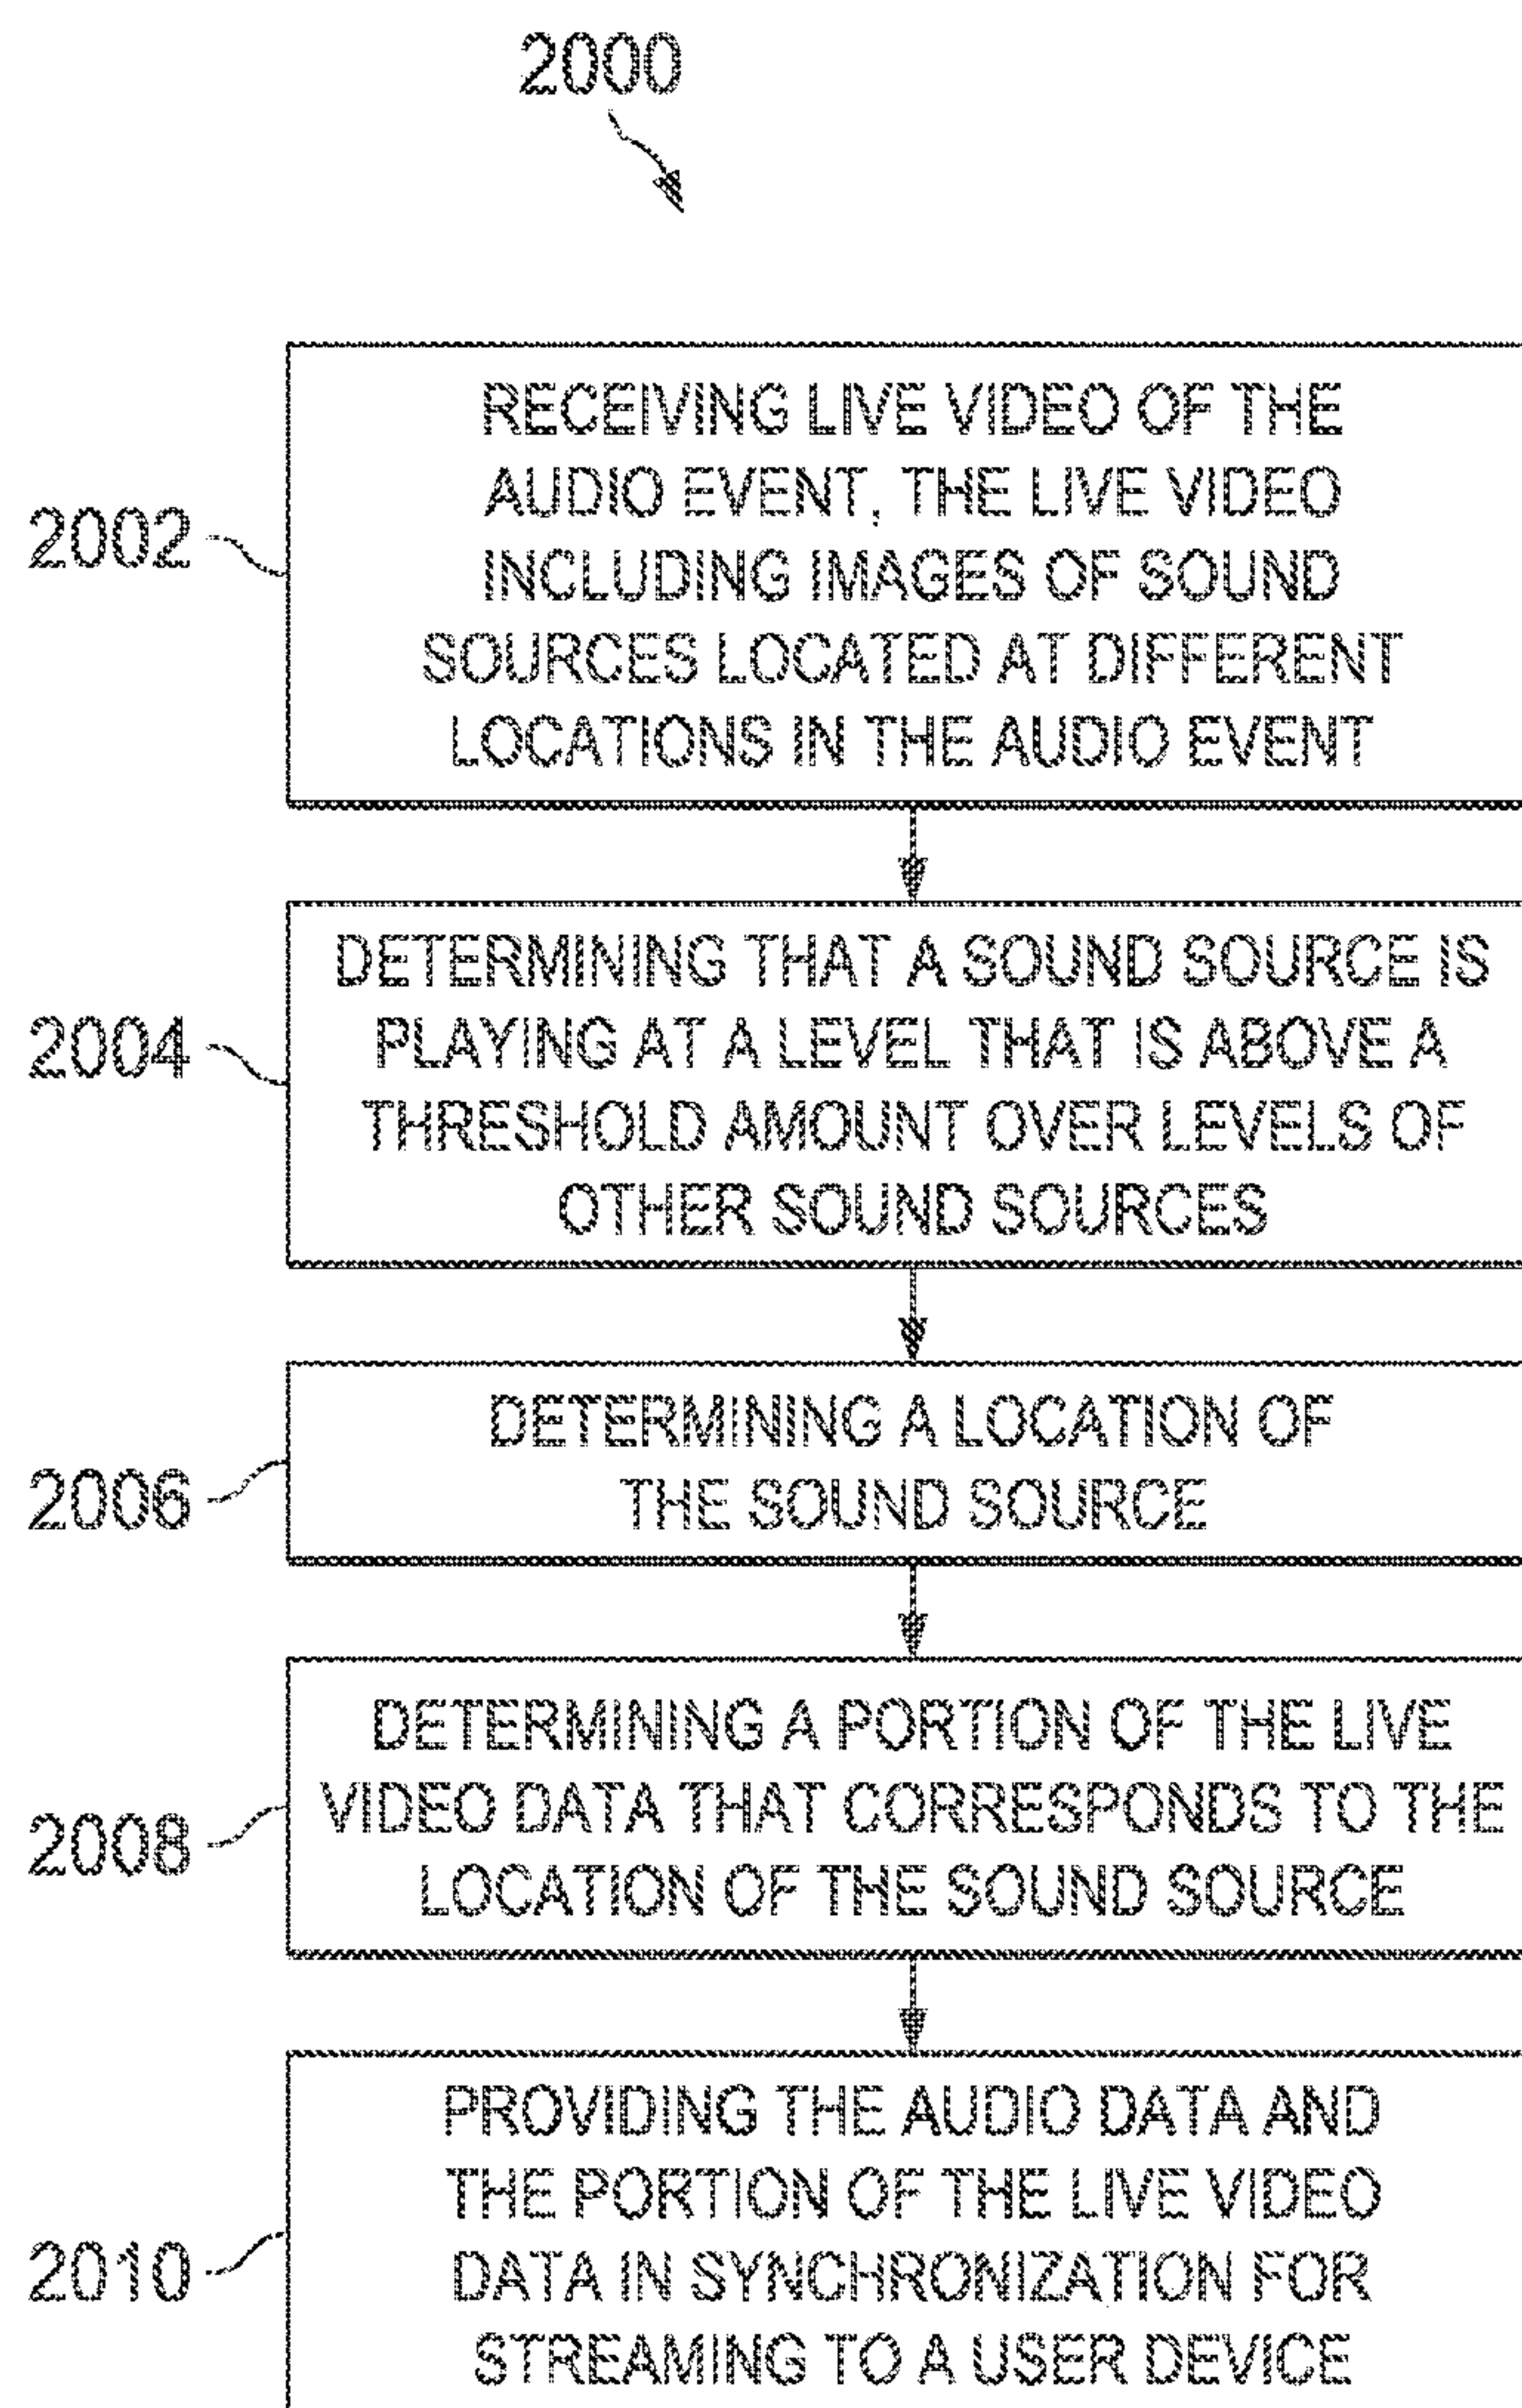 2000
2002
RECEIVING LIVE VIDEO OF THE
AUDIO EVENT, THE LIVE VIDEO
INCLUDING IMAGES OF SOUND
SOURCES LOCATED AT DIFFERENT
LOCATIONS IN THE AUDIO EVENT
2004
DETERMINING THAT A SOUND SOURCE IS
PLAYING AT A LEVEL THAT IS ABOVE A
THRESHOLD AMOUNT OVER LEVELS OF
OTHER SOUND SOURCES
2006
DETERMINING A LOCATION OF
THE SOUND SOURCE
2008
DETERMINING A PORTION OF THE LIVE
VIDEO DATA THAT CORRESPONDS TO THE
LOCATION OF THE SOUND SOURCE
2010
PROVIDING THE AUDIO DATA AND
THE PORTION OF THE LIVE VIDEO
DATA IN SYNCHRONIZATION FOR
STREAMING TO A USER DEVICE